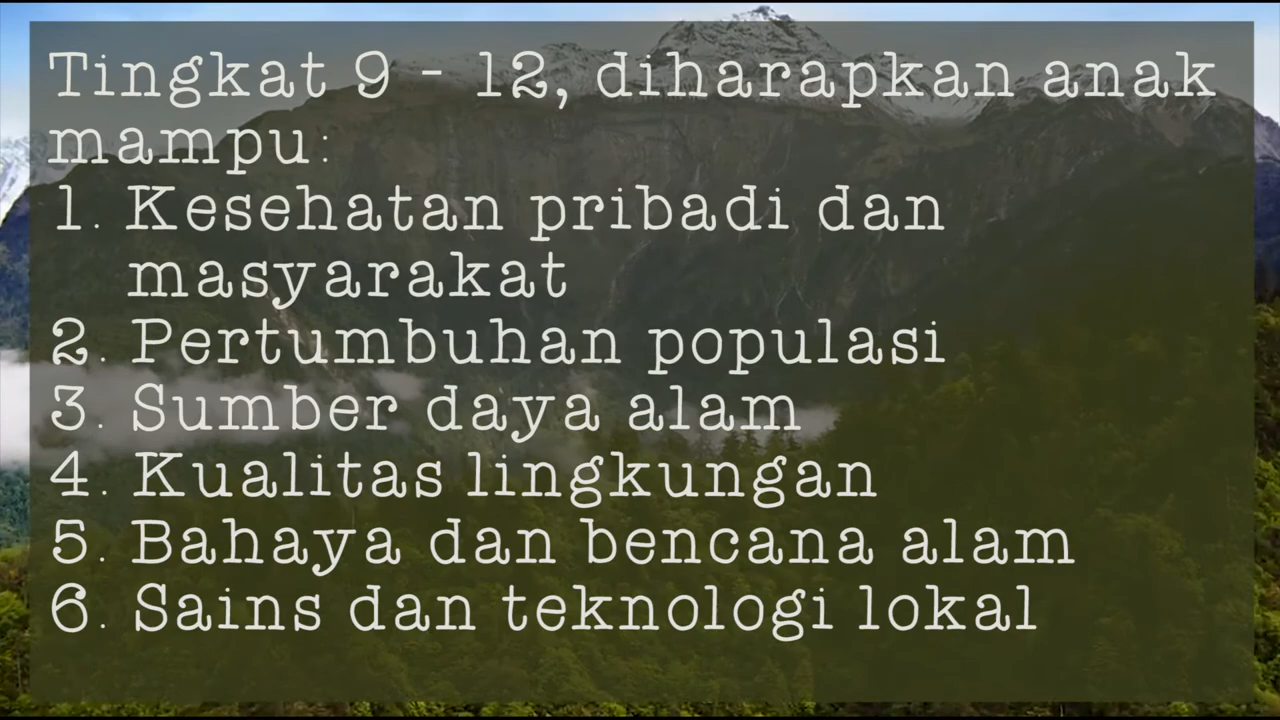 Tingkat 9 - 12, diharapkan anak
mampu:
1. Kesehatan pribadi dan
masyarakat
2. Pertumbuhan populasi
3. Sumber daya alam
4. Kualitas lingkungan
5. Bahaya dan bencana alam
6. Sains dan teknologi lokal